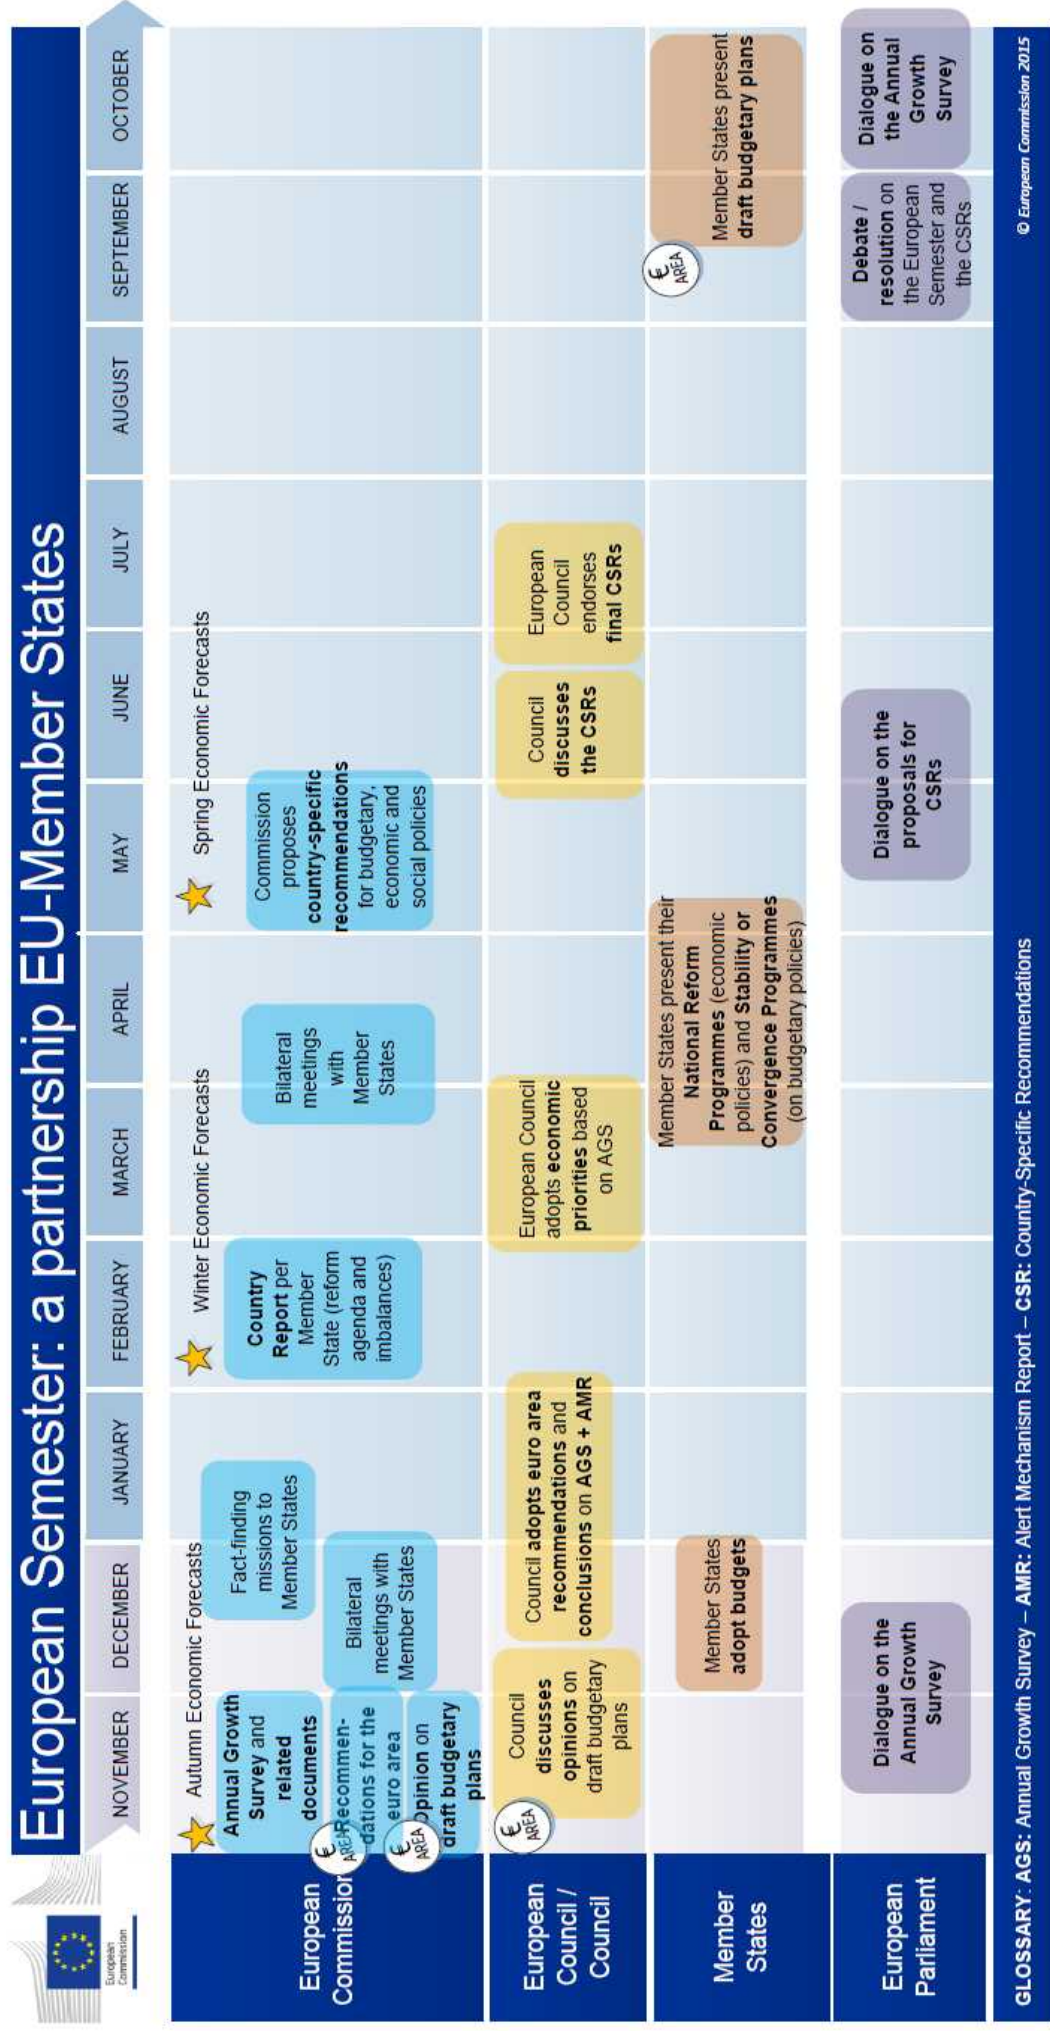 European Semester: a partnership EU-Member States
European
Commission
NOVEMBER
DECEMBER
JANUARY
FEBRUARY
MARCH
APRIL
MAY
JUNE
JULY
AUGUST
SEPTEMBER
OCTOBER
European
Commission
Autumn Economic Forecasts
Annual Growth
Survey and
related
documents
€
AREA
Recommen-
dations for the
euro area
€
AREA
Opinion on
draft budgetary
plans
Fact-finding
missions to
Member States
Bilateral
meetings with
Member States
Winter Economic Forecasts
Country
Report per
Member
State (reform
agenda and
imbalances)
Bilateral
meetings
with
Member
States
Spring Economic Forecasts
Commission
proposes
country-specific
recommendations
for budgetary,
economic and
social policies
European
Council /
Council
€
AREA
Council
discusses
opinions on
draft budgetary
plans
Council adopts euro area
recommendations and
conclusions on AGS + AMR
European Council
adopts economic
priorities based
on AGS
Council
discusses
the CSRs
European
Council
endorses
final CSRs
Member
States
Member States
adopt budgets
Member States present their
National Reform
Programmes (economic
policies) and Stability or
Convergence Programmes
(on budgetary policies)
€
AREA
Member States present
draft budgetary plans
European
Parliament
Dialogue on the
Annual Growth
Survey
Dialogue on the
proposals for
CSRs
Debate /
resolution on
the European
Semester and
the CSRs
Dialogue on
the Annual
Growth
Survey
GLOSSARY: AGS: Annual Growth Survey – AMR: Alert Mechanism Report – CSR: Country-Specific Recommendations
© European Commission 2015